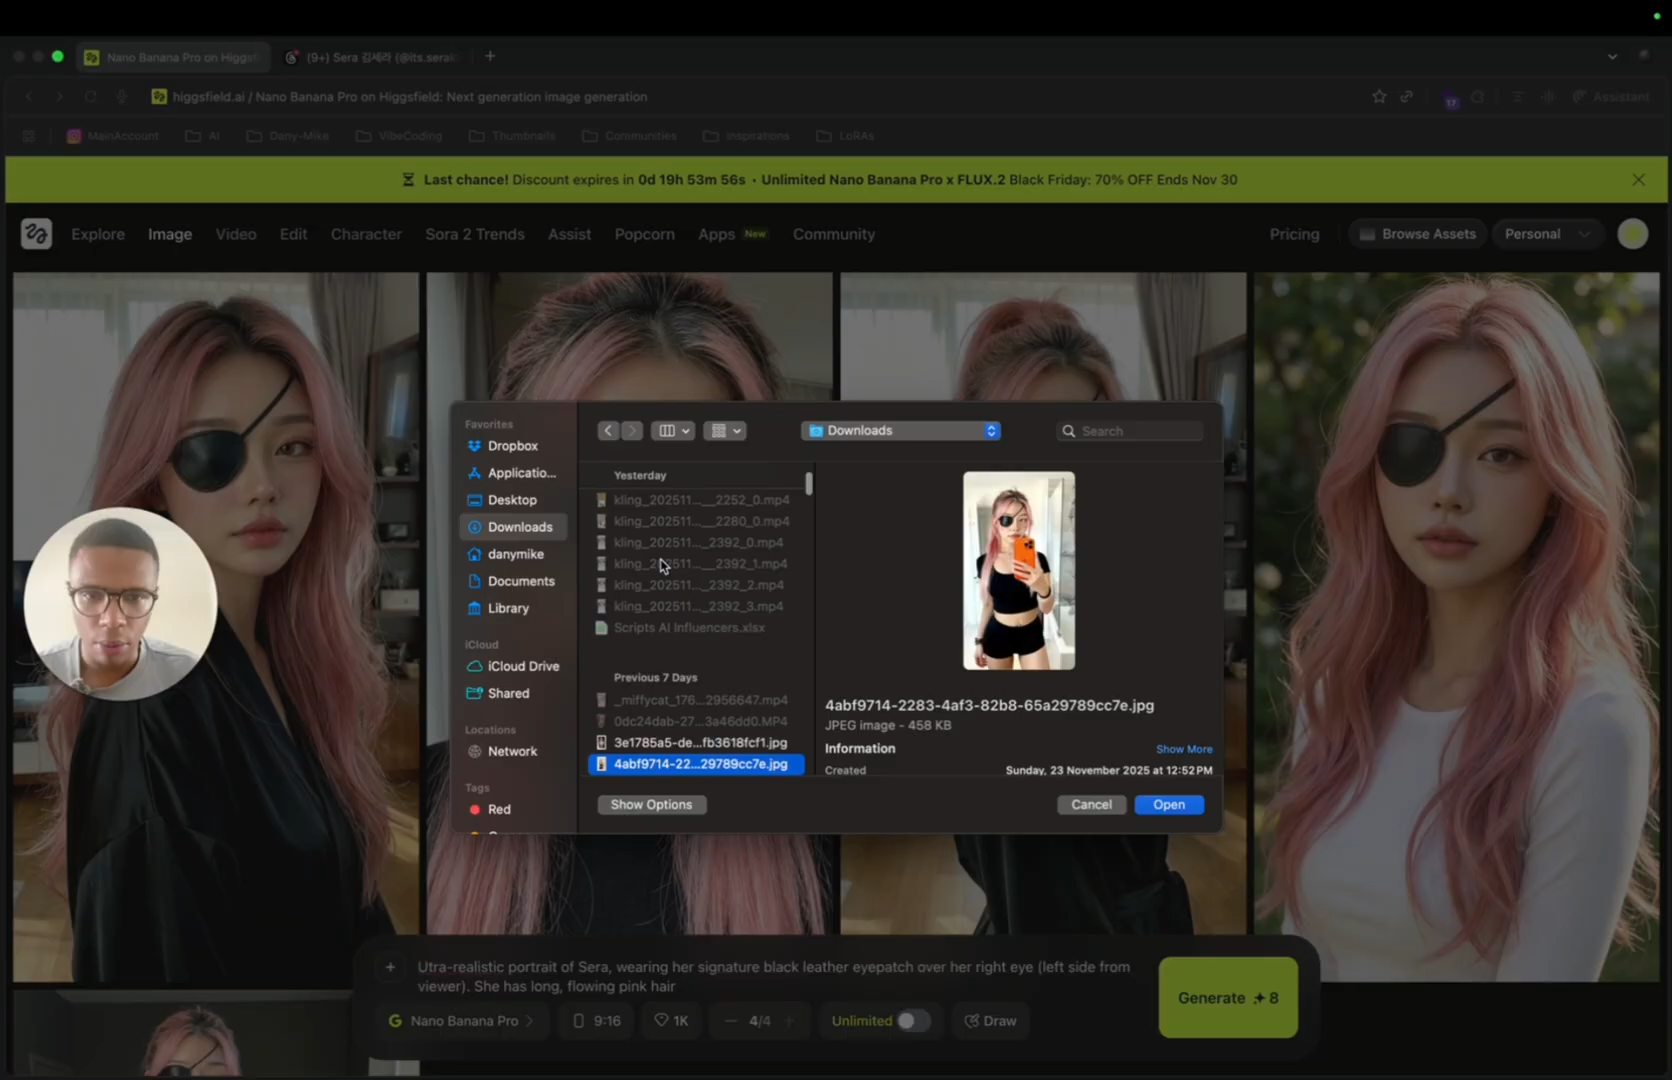 Nano Banana Pro on Higgsf
(9+) Sera 김세라 (@its.serak
higgsfield.ai / Nano Banana Pro on Higgsfield: Next generation image generation
17
Assistant
MainAccount
AI
Dany-Mike
VibeCoding
Thumbnails
Communities
Inspirations
LoRAs
Last chance! Discount expires in 0d 19h 53m 56s • Unlimited Nano Banana Pro x FLUX.2 Black Friday: 70% OFF Ends Nov 30
Explore
Image
Video
Edit
Character
Sora 2 Trends
Assist
Popcorn
Apps New
Community
Pricing
Browse Assets
Personal
Favorites
Dropbox
Applicatio...
Desktop
Downloads
danymike
Documents
Library
iCloud
iCloud Drive
Shared
Locations
Network
Tags
Red
Downloads
Search
Yesterday
kling_202511..__2252_0.mp4
kling_202511..__2280_0.mp4
kling_202511..._2392_0.mp4
kling_202511..__2392_1.mp4
kling_202511..._2392_2.mp4
kling_202511..._2392_3.mp4
Scripts AI Influencers.xlsx
Previous 7 Days
_miffycat_176...2956647.mp4
0dc24dab-27...3a46dd0.MP4
3e1785a5-de...fb3618fcf1.jpg
4abf9714-22...29789cc7e.jpg
4abf9714-2283-4af3-82b8-65a29789cc7e.jpg
JPEG image - 458 KB
Information
Show More
Created
Sunday, 23 November 2025 at 12:52 PM
Show Options
Cancel
Open
Utra-realistic portrait of Sera, wearing her signature black leather eyepatch over her right eye (left side from
viewer). She has long, flowing pink hair
Generate 8
G Nano Banana Pro
9:16
1K
4/4
Unlimited
Draw